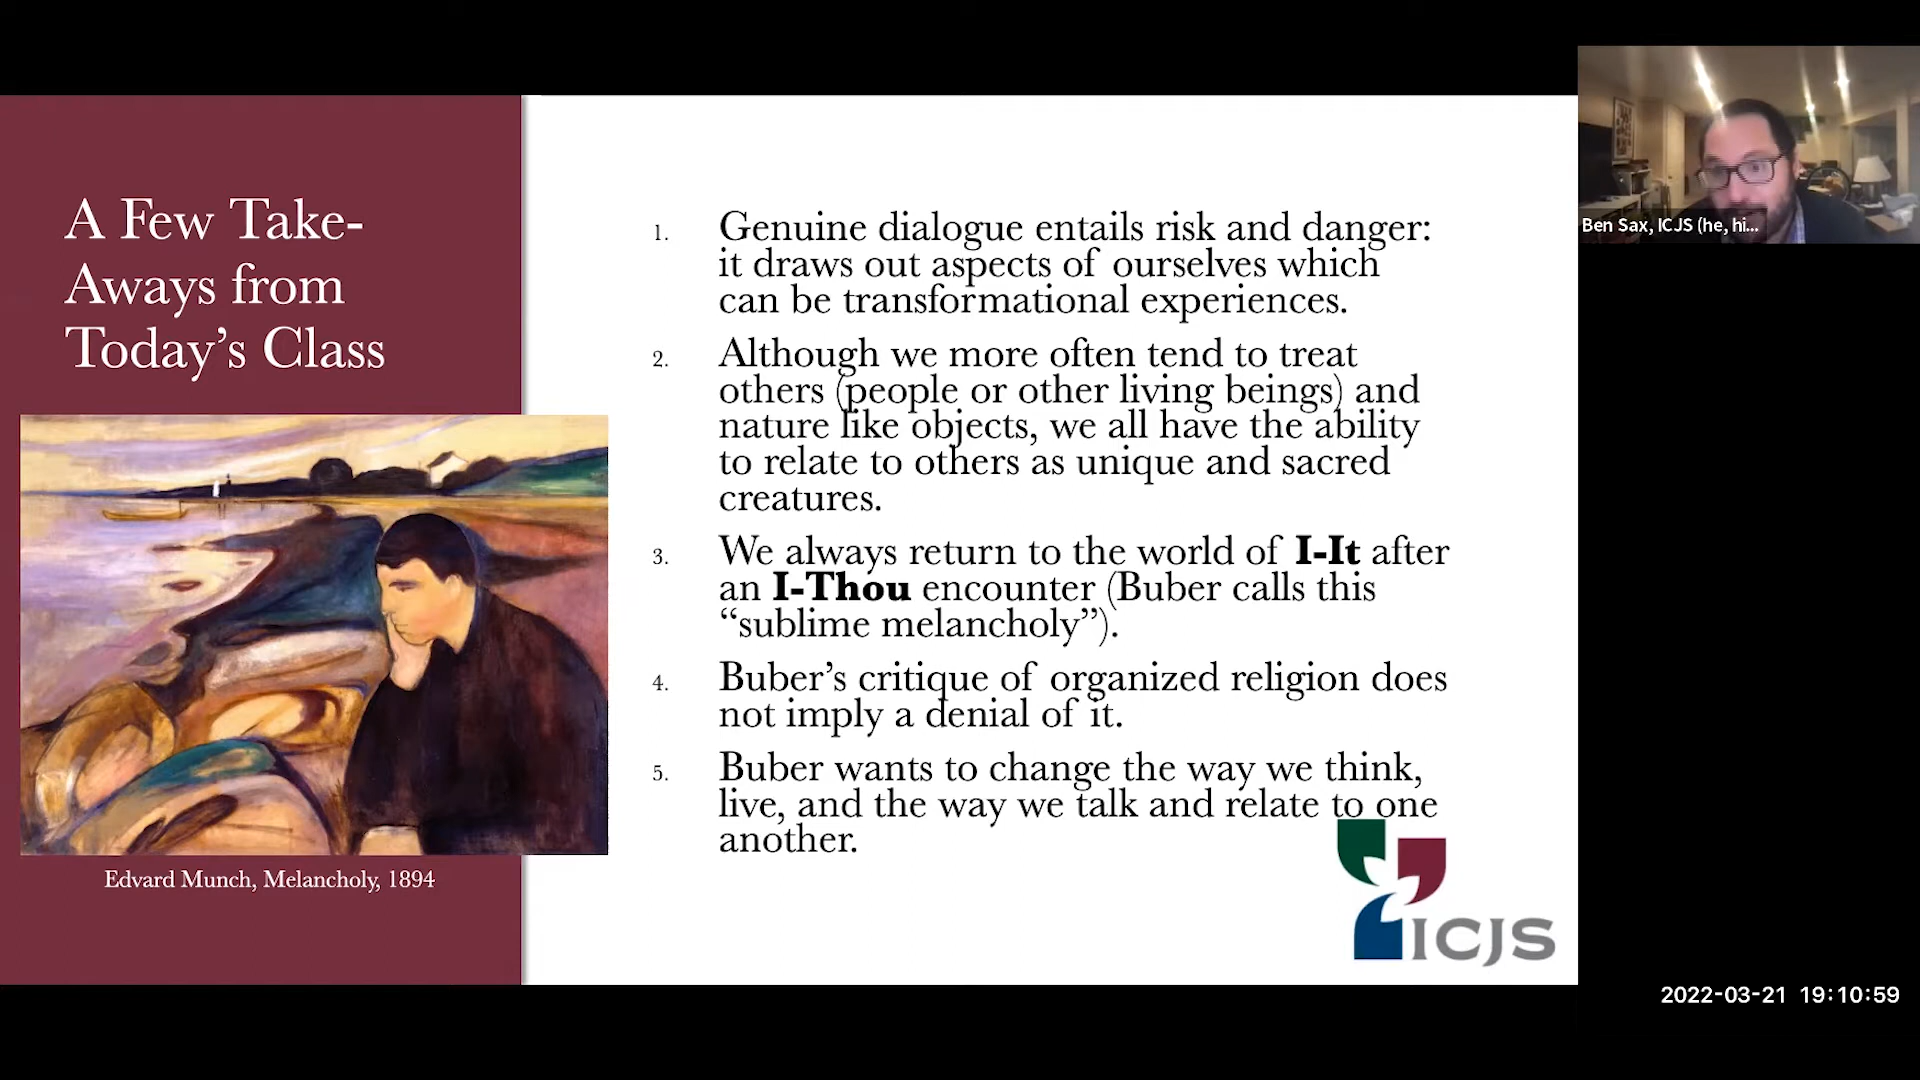 A Few Take-
Aways from
Today’s Class
Edvard Munch, Melancholy, 1894
1. Genuine dialogue entails risk and danger:
it draws out aspects of ourselves which
can be transformational experiences.
2. Although we more often tend to treat
others (people or other living beings) and
nature like objects, we all have the ability
to relate to others as unique and sacred
creatures.
3. We always return to the world of I-It after
an I-Thou encounter (Buber calls this
“sublime melancholy”).
4. Buber’s critique of organized religion does
not imply a denial of it.
5. Buber wants to change the way we think,
live, and the way we talk and relate to one
another.
ICJS
Ben Sax, ICJS (he, hi...
2022-03-21 19:10:59